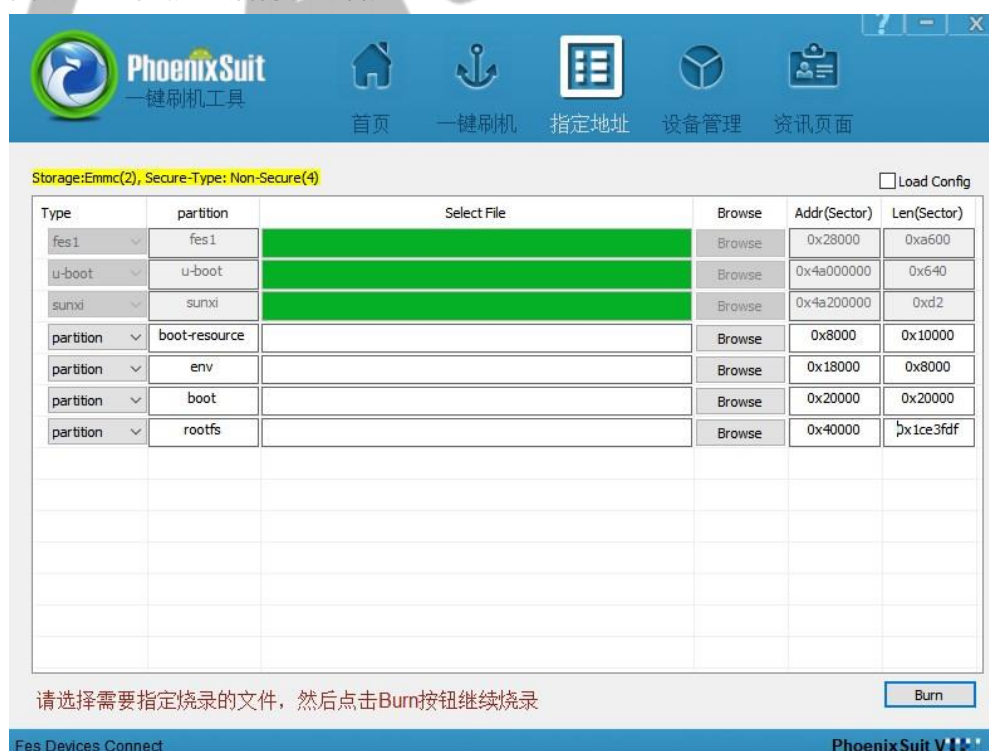 ? - x
PhoenixSuit
一键刷机工具
首页 一键刷机 指定地址 设备管理 资讯页面
Storage:Emmc(2), Secure-Type: Non-Secure(4)
Load Config
Type partition Select File Browse Addr(Sector) Len(Sector)
fes1 fes1 Browse 0x28000 0xa600
u-boot u-boot Browse 0x4a000000 0x640
sunxi sunxi Browse 0x4a200000 0xd2
partition boot-resource Browse 0x8000 0x10000
partition env Browse 0x18000 0x8000
partition boot Browse 0x20000 0x20000
partition rootfs Browse 0x40000 0x1ce3fdf
请选择需要指定烧录的文件，然后点击Burn按钮继续烧录
Burn
Fes Devices Connect
PhoenixSuit